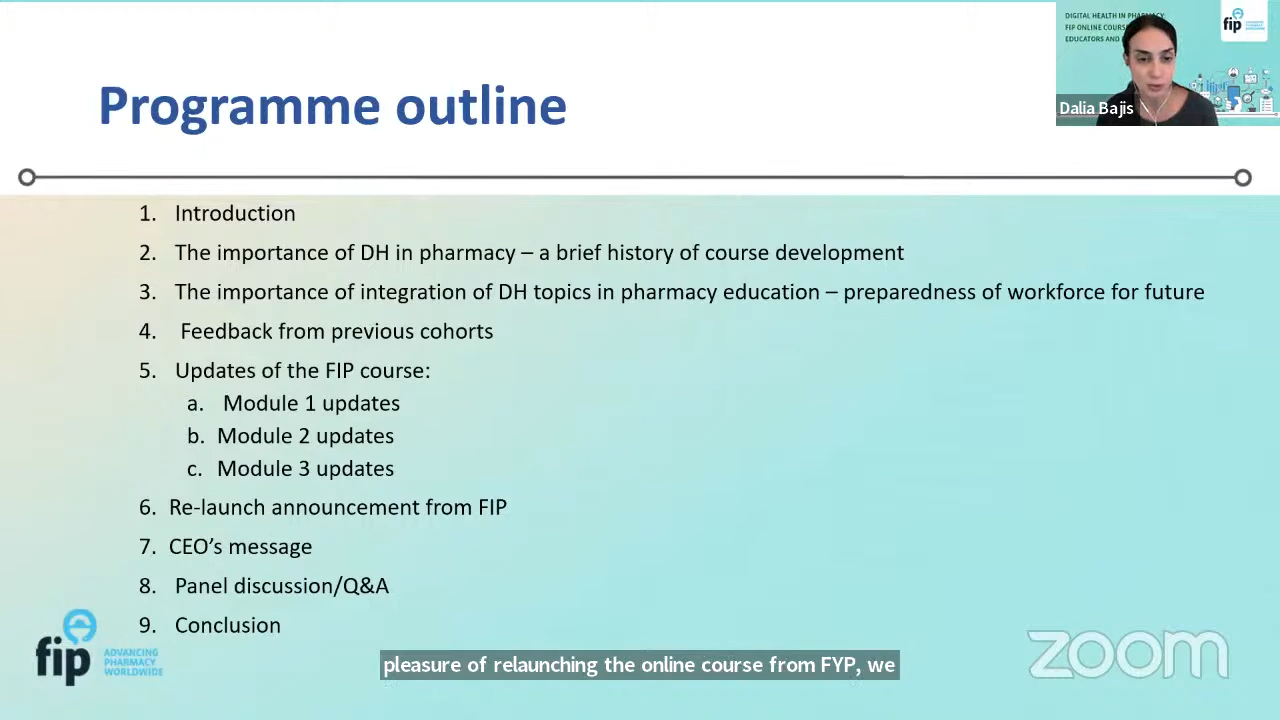 DIGITAL HEALTH IN PHARMACY:
FIP ONLINE COURS
EDUCATORS AND
fip
Dalia Bajis
Programme outline
1. Introduction
2. The importance of DH in pharmacy – a brief history of course development
3. The importance of integration of DH topics in pharmacy education – preparedness of workforce for future
4. Feedback from previous cohorts
5. Updates of the FIP course:
a. Module 1 updates
b. Module 2 updates
c. Module 3 updates
6. Re-launch announcement from FIP
7. CEO’s message
8. Panel discussion/Q&A
9. Conclusion
fip ADVANCING
PHARMACY
WORLDWIDE
zoom
pleasure of relaunching the online course from FYP, we